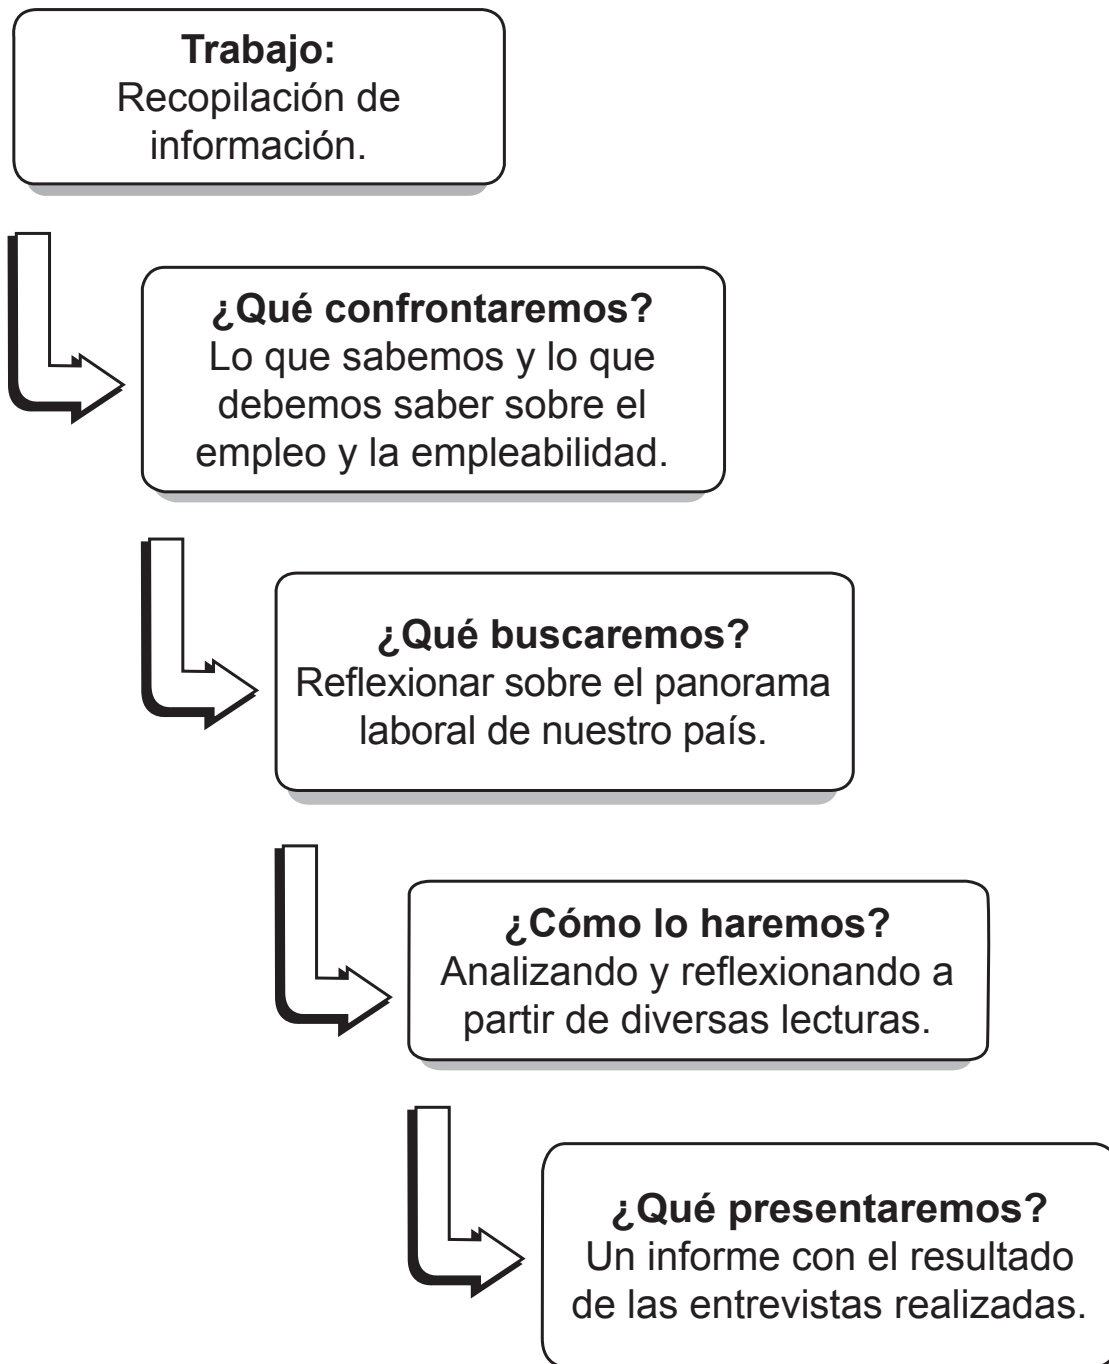 Trabajo:
Recopilación de
información.
¿Qué confrontaremos?
Lo que sabemos y lo que
debemos saber sobre el
empleo y la empleabilidad.
¿Qué buscaremos?
Reflexionar sobre el panorama
laboral de nuestro país.
¿Cómo lo haremos?
Analizando y reflexionando a
partir de diversas lecturas.
¿Qué presentaremos?
Un informe con el resultado
de las entrevistas realizadas.